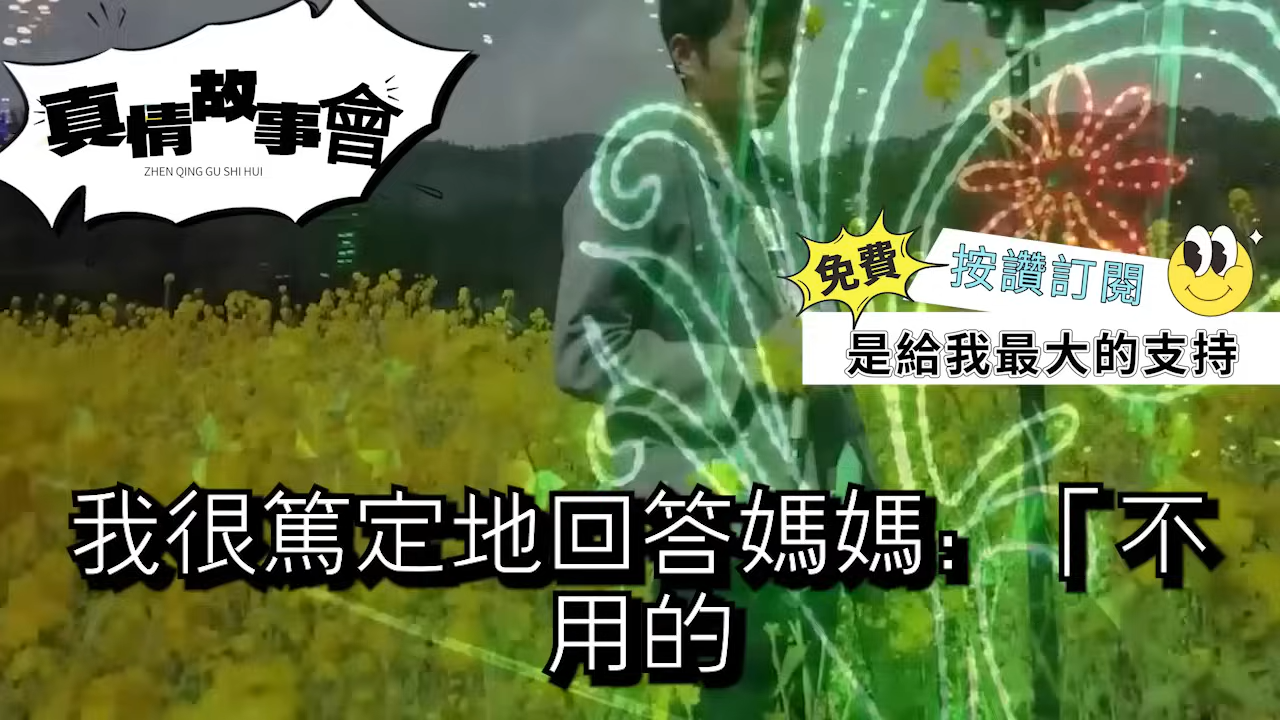 真情故事會
ZHEN QING GU SHI HUI
免費
按讚訂閱
是給我最大的支持
我很篤定地回答媽媽：「不
用的